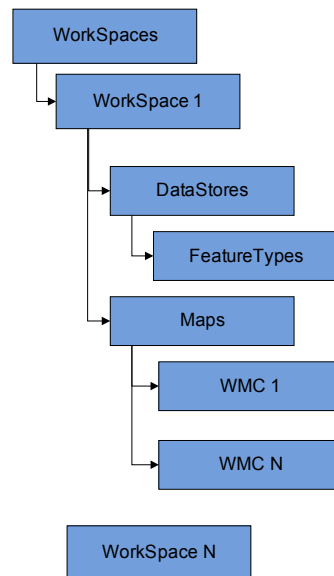 WorkSpaces
WorkSpace 1
DataStores
FeatureTypes
Maps
WMC 1
WMC N
WorkSpace N